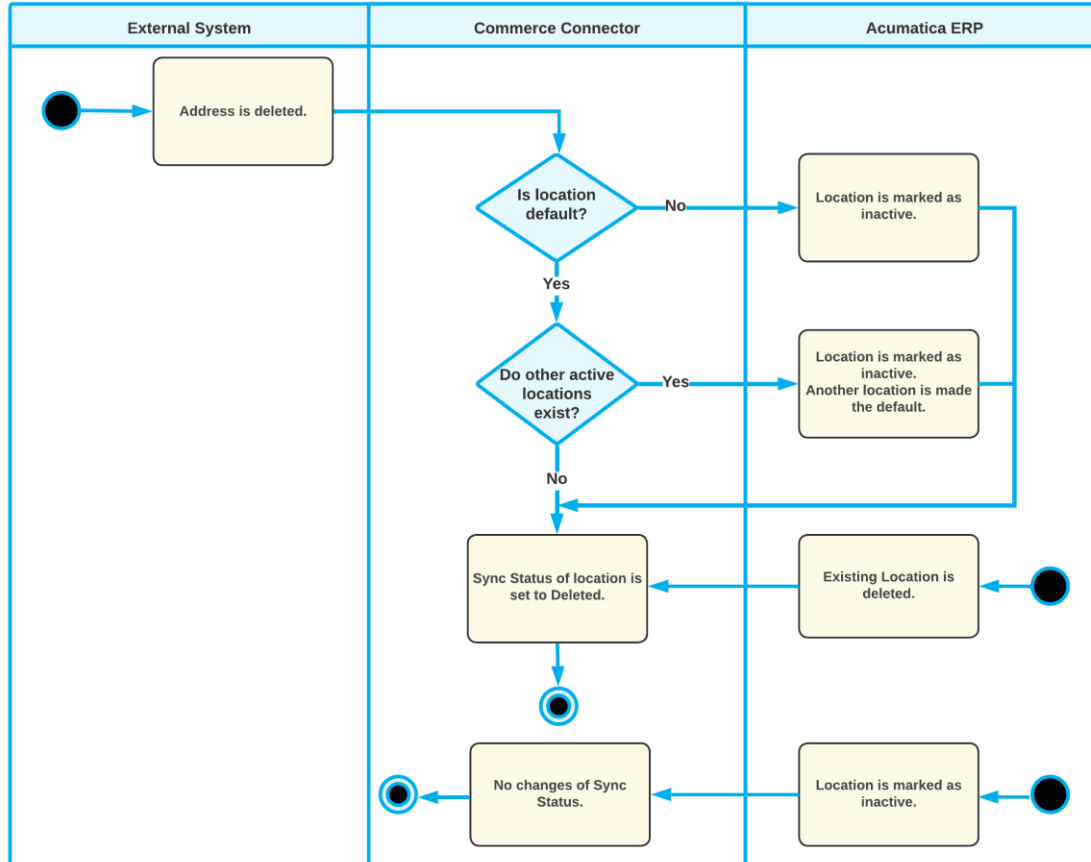 External System
Commerce Connector
Acumatica ERP
Address is deleted.
Is location
default?
No
Location is marked as
inactive.
Yes
Do other active
locations
exist?
Yes
Location is marked as
inactive.
Another location is made
the default.
No
Sync Status of location is
set to Deleted.
Existing Location is
deleted.
No changes of Sync
Status.
Location is marked as
inactive.